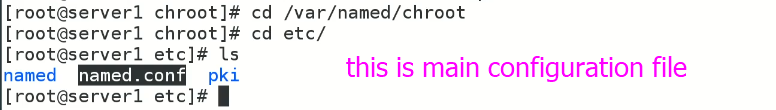 [root@server1 chroot]# cd /var/named/chroot
[root@server1 chroot]# cd etc/
[root@server1 etc]# ls
named  named.conf  pki
this is main configuration file
[root@server1 etc]#